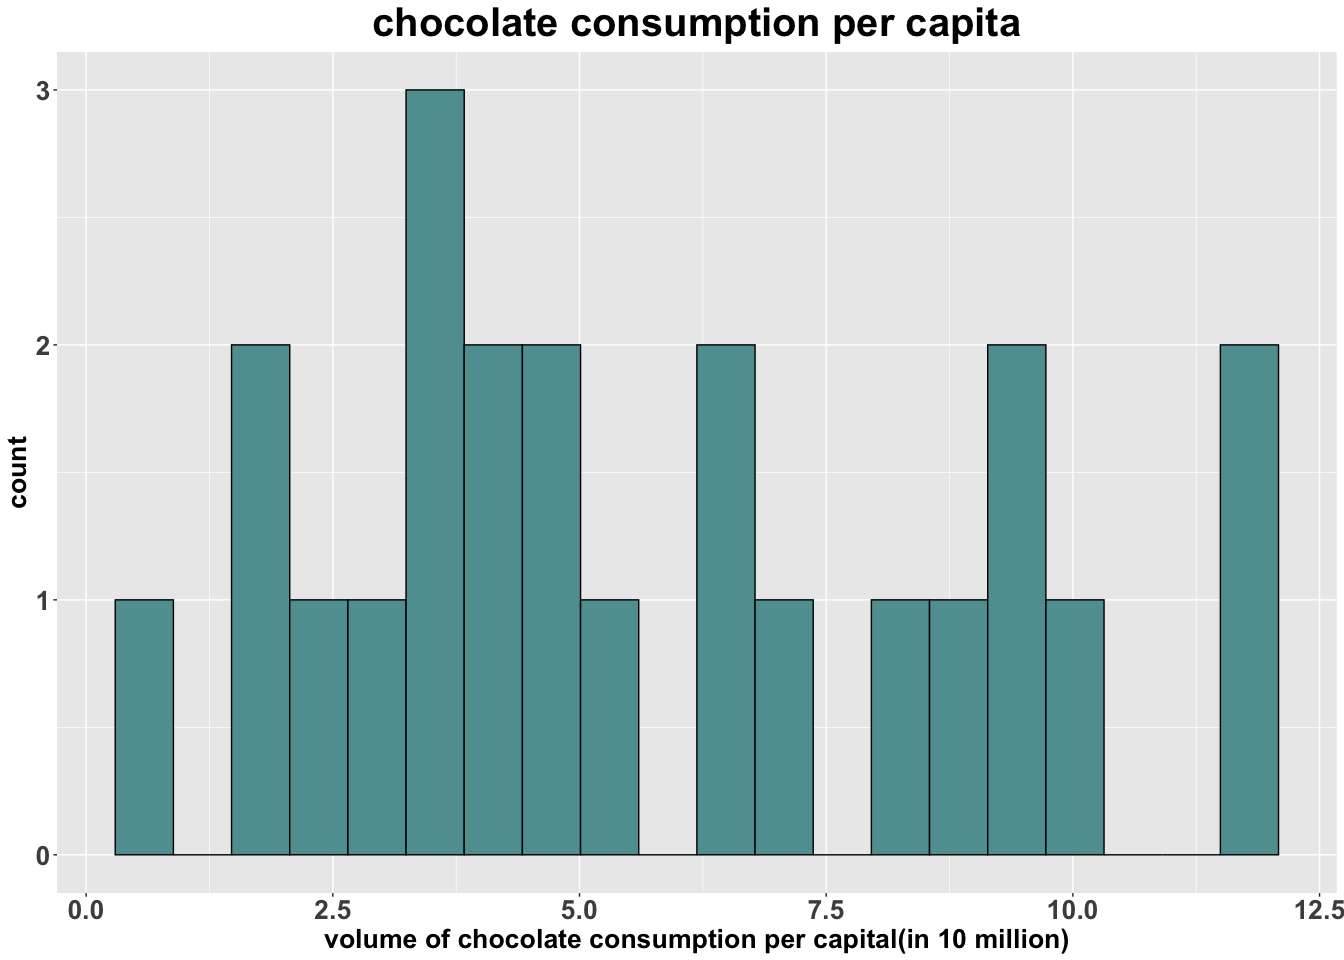 chocolate consumption per capita
3
2
1
0
count
0.0 2.5 5.0 7.5 10.0 12.5
volume of chocolate consumption per capital(in 10 million)